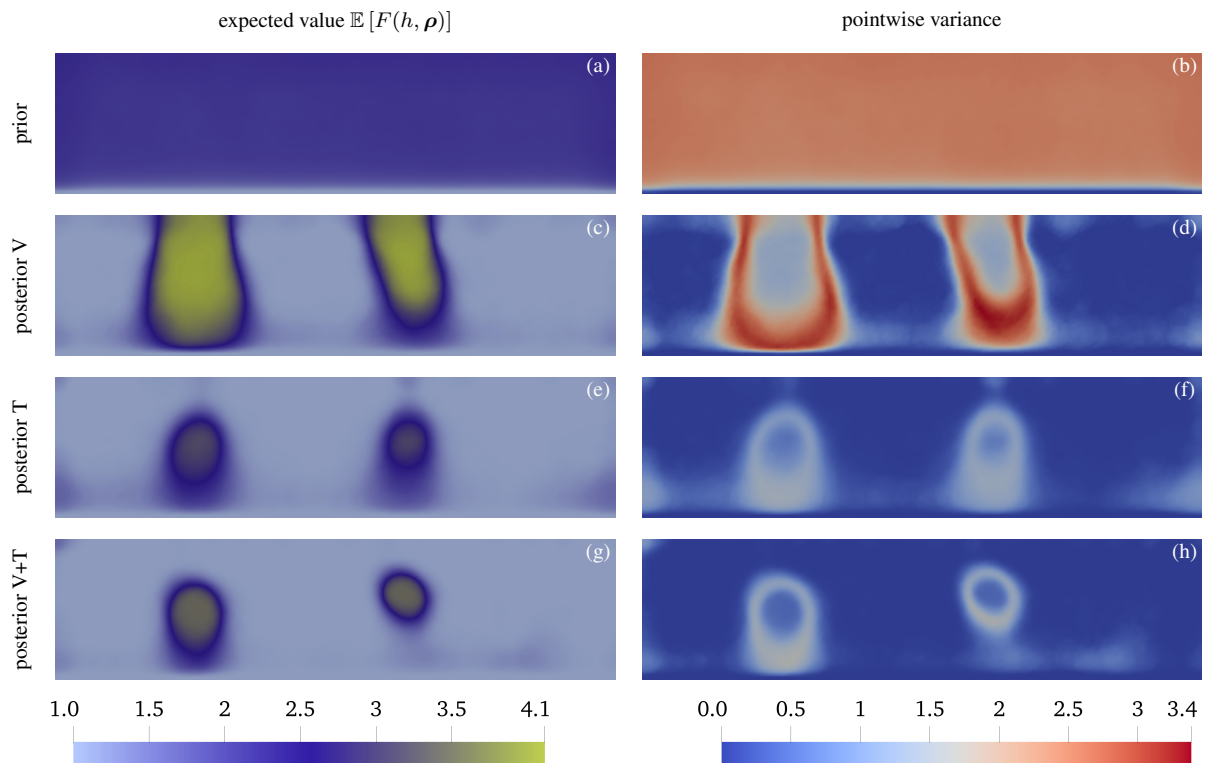 expected value 𝔼 [F(h, ρ)] pointwise variance
prior (a) (b)
posterior V (c) (d)
posterior T (e) (f)
posterior V+T (g) (h)
1.0 1.5 2 2.5 3 3.5 4.1 0.0 0.5 1 1.5 2 2.5 3 3.4